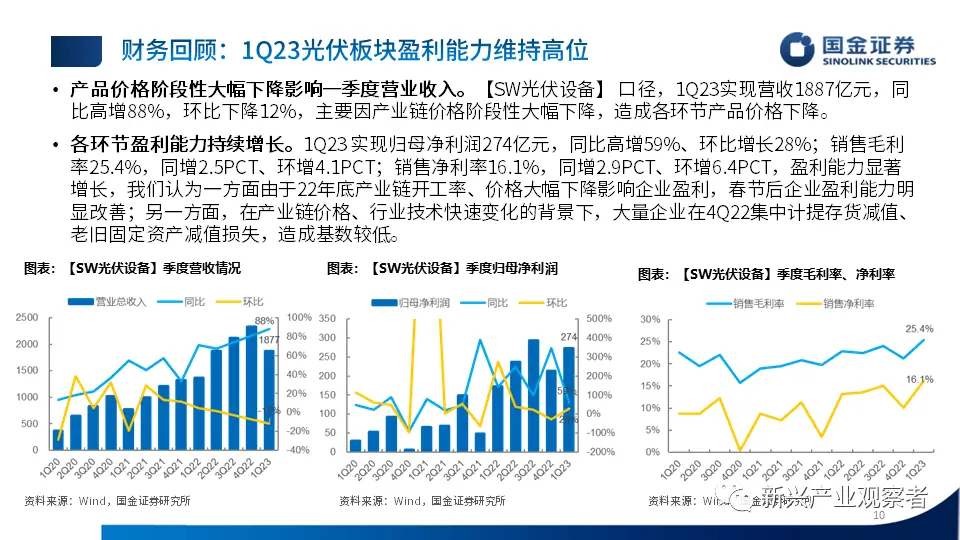 财务回顾：1Q23光伏板块盈利能力维持高位
国金证券
SINOLINK SECURITIES
• 产品价格阶段性大幅下降影响一季度营业收入。【SW光伏设备】 口径，1Q23实现营收1887亿元，同
比高增88%，环比下降12%，主要因产业链价格阶段性大幅下降，造成各环节产品价格下降。
• 各环节盈利能力持续增长。1Q23 实现归母净利润274亿元，同比高增59%、环比增长28%；销售毛利
率25.4%，同增2.5PCT、环增4.1PCT；销售净利率16.1%，同增2.9PCT、环增6.4PCT，盈利能力显著
增长，我们认为一方面由于22年底产业链开工率、价格大幅下降影响企业盈利，春节后企业盈利能力明
显改善；另一方面，在产业链价格、行业技术快速变化的背景下，大量企业在4Q22集中计提存货减值、
老旧固定资产减值损失，造成基数较低。
图表：【SW光伏设备】季度营收情况
营业总收入 同比 环比
2500
2000
1500
1000
500
0
100%
80%
60%
40%
20%
0%
-20%
-40%
88%
1877
1Q20 2Q20 3Q20 4Q20 1Q21 2Q21 3Q21 4Q21 1Q22 2Q22 3Q22 4Q22 1Q23
资料来源：Wind，国金证券研究所
图表：【SW光伏设备】季度归母净利润
归母净利润 同比 环比
350
300
250
200
150
100
50
0
500%
400%
300%
200%
100%
0%
-100%
-200%
274
1Q20 2Q20 3Q20 4Q20 1Q21 2Q21 3Q21 4Q21 1Q22 2Q22 3Q22 4Q22 1Q23
资料来源：Wind，国金证券研究所
图表：【SW光伏设备】季度毛利率、净利率
销售毛利率 销售净利率
30%
25%
20%
15%
10%
5%
0%
25.4%
16.1%
1Q20 2Q20 3Q20 4Q20 1Q21 2Q21 3Q21 4Q21 1Q22 2Q22 3Q22 4Q22 1Q23
资料来源：Wind，国金证券研究所
新兴产业观察者
10